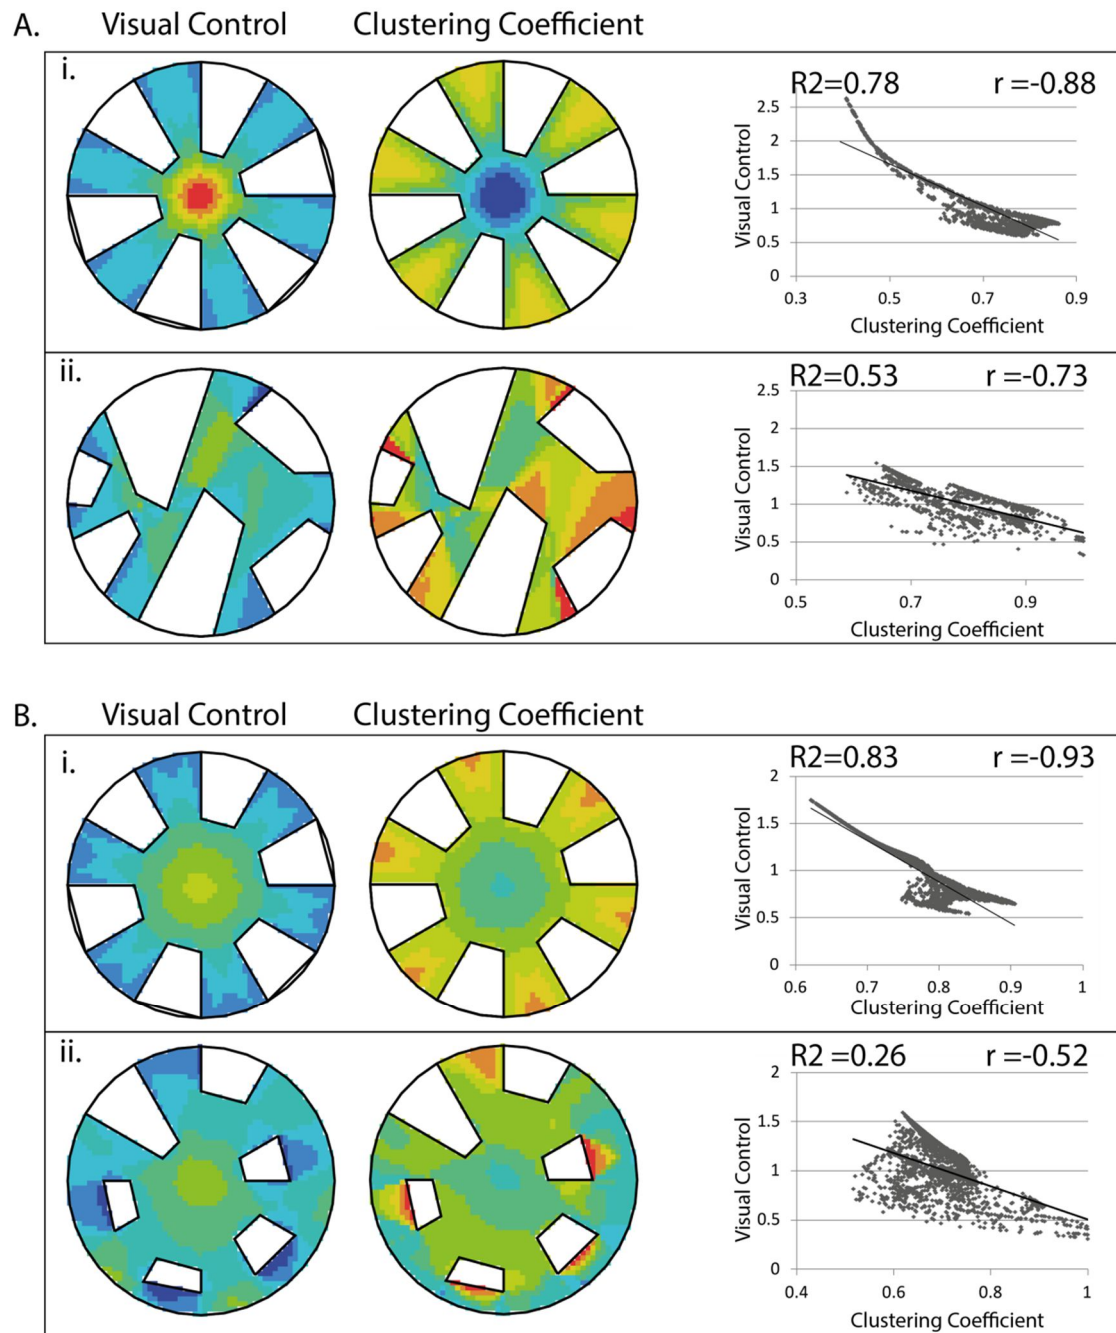 A.
Visual Control
Clustering Coefficient
i.
R2=0.78
r =-0.88
Visual Control
2.5
2
1.5
1
0.5
0
0.3
0.5
0.7
0.9
Clustering Coefficient
ii.
R2=0.53
r =-0.73
Visual Control
2.5
2
1.5
1
0.5
0
0.5
0.7
0.9
Clustering Coefficient
B.
Visual Control
Clustering Coefficient
i.
R2=0.83
r =-0.93
Visual Control
2
1.5
1
0.5
0
0.6
0.7
0.8
0.9
1
Clustering Coefficient
ii.
R2 =0.26
r =-0.52
Visual Control
2
1.5
1
0.5
0
0.4
0.6
0.8
1
Clustering Coefficient